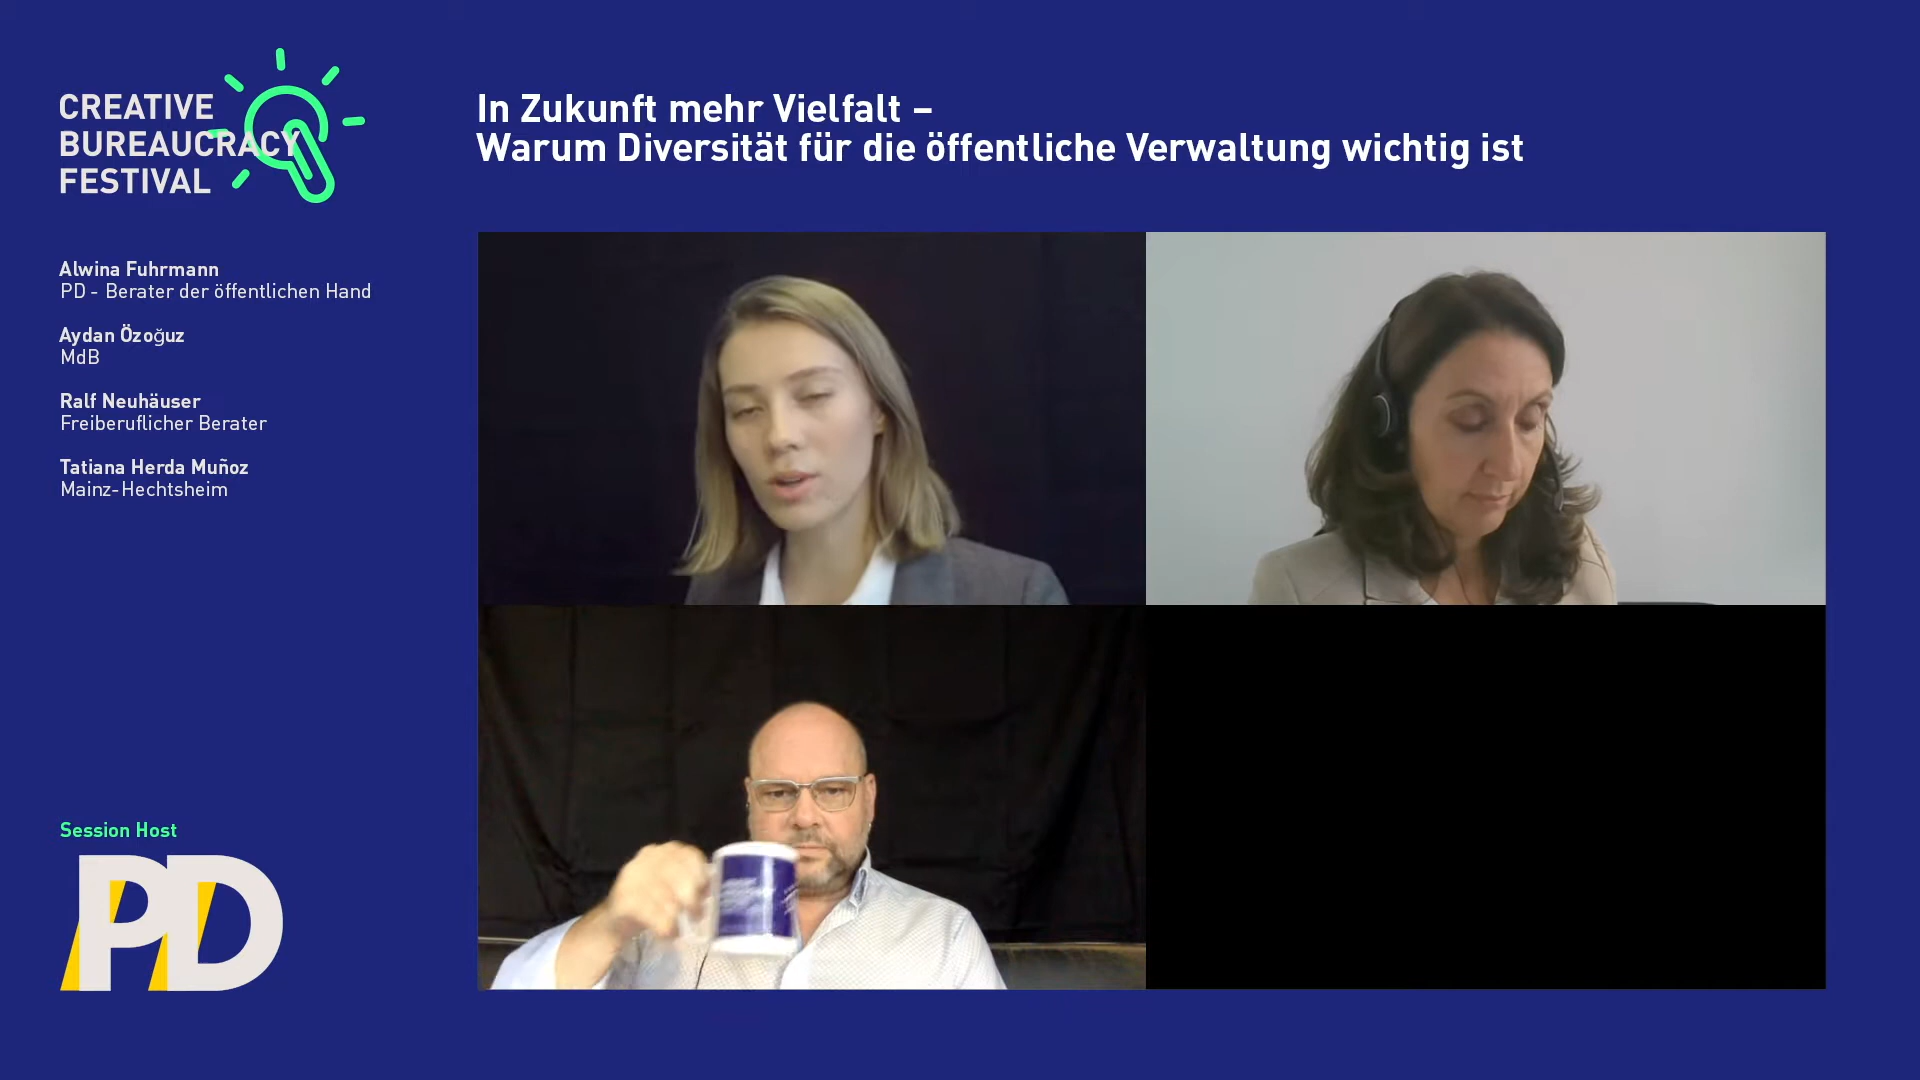 CREATIVE
BUREAUCRACY
FESTIVAL
In Zukunft mehr Vielfalt –
Warum Diversität für die öffentliche Verwaltung wichtig ist
Alwina Fuhrmann
PD - Berater der öffentlichen Hand
Aydan Özoğuz
MdB
Ralf Neuhäuser
Freiberuflicher Berater
Tatiana Herda Muñoz
Mainz-Hechtsheim
Session Host
PD